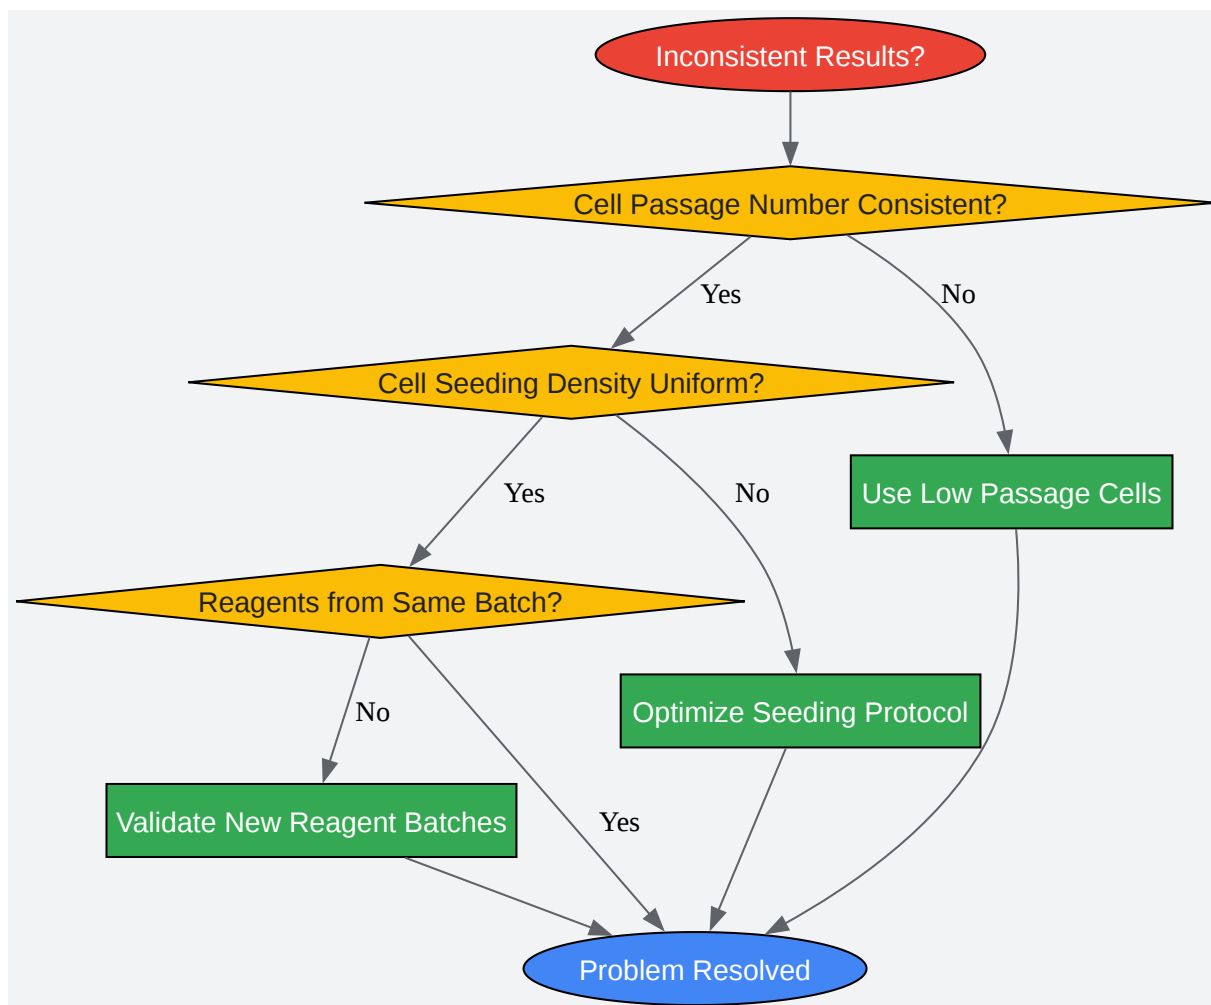 Inconsistent Results?
Cell Passage Number Consistent?
Yes
No
Cell Seeding Density Uniform?
Yes
No
Use Low Passage Cells
Reagents from Same Batch?
No
Optimize Seeding Protocol
Validate New Reagent Batches
Yes
Problem Resolved